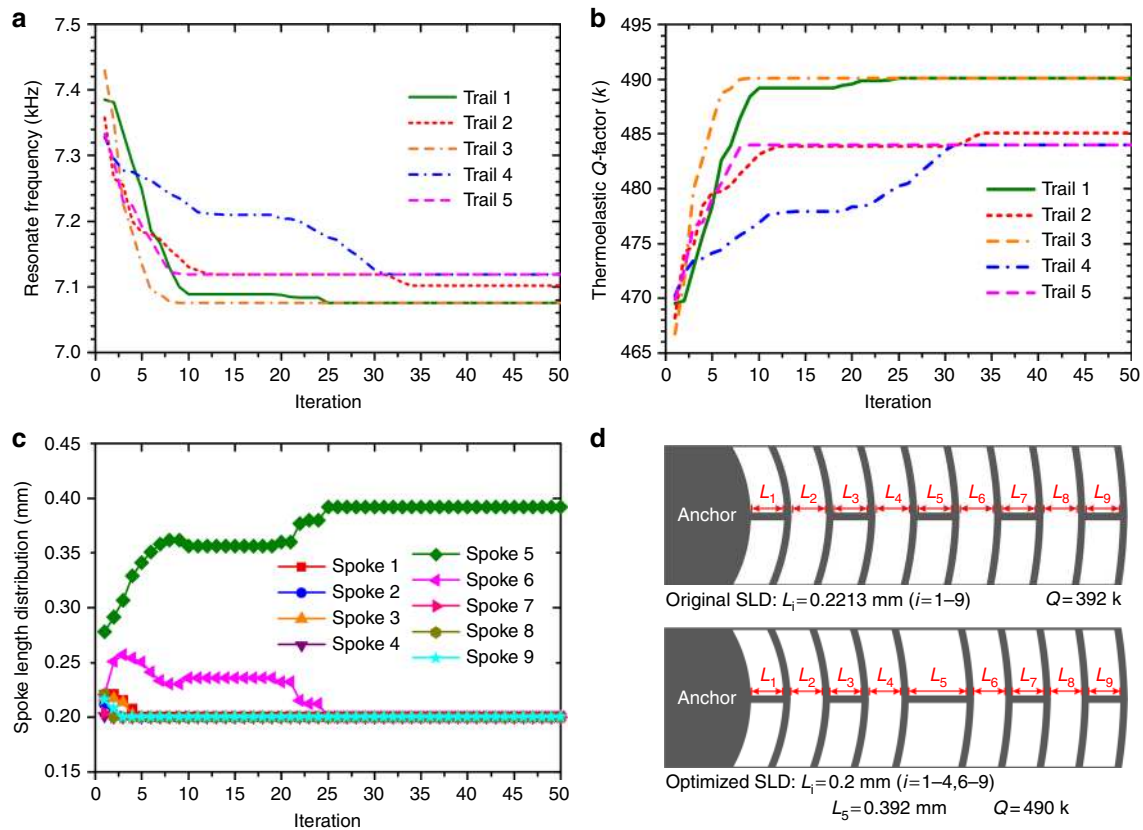 a
7.5
7.4
7.3
7.2
7.1
7.0
Resonate frequency (kHz)
0 5 10 15 20 25 30 35 40 45 50
Iteration
Trail 1
Trail 2
Trail 3
Trail 4
Trail 5
b
490
485
480
475
470
465
Thermoelastic Q-factor (k)
0 5 10 15 20 25 30 35 40 45 50
Iteration
Trail 1
Trail 2
Trail 3
Trail 4
Trail 5
c
0.45
0.40
0.35
0.30
0.25
0.20
0.15
Spoke length distribution (mm)
0 5 10 15 20 25 30 35 40 45 50
Iteration
Spoke 1
Spoke 2
Spoke 3
Spoke 4
Spoke 5
Spoke 6
Spoke 7
Spoke 8
Spoke 9
d
Anchor
L1 L2 L3 L4 L5 L6 L7 L8 L9
Original SLD: Li=0.2213 mm (i=1–9) Q=392 k
Anchor
L1 L2 L3 L4 L5 L6 L7 L8 L9
Optimized SLD: Li=0.2 mm (i=1–4,6–9)
L5=0.392 mm Q=490 k